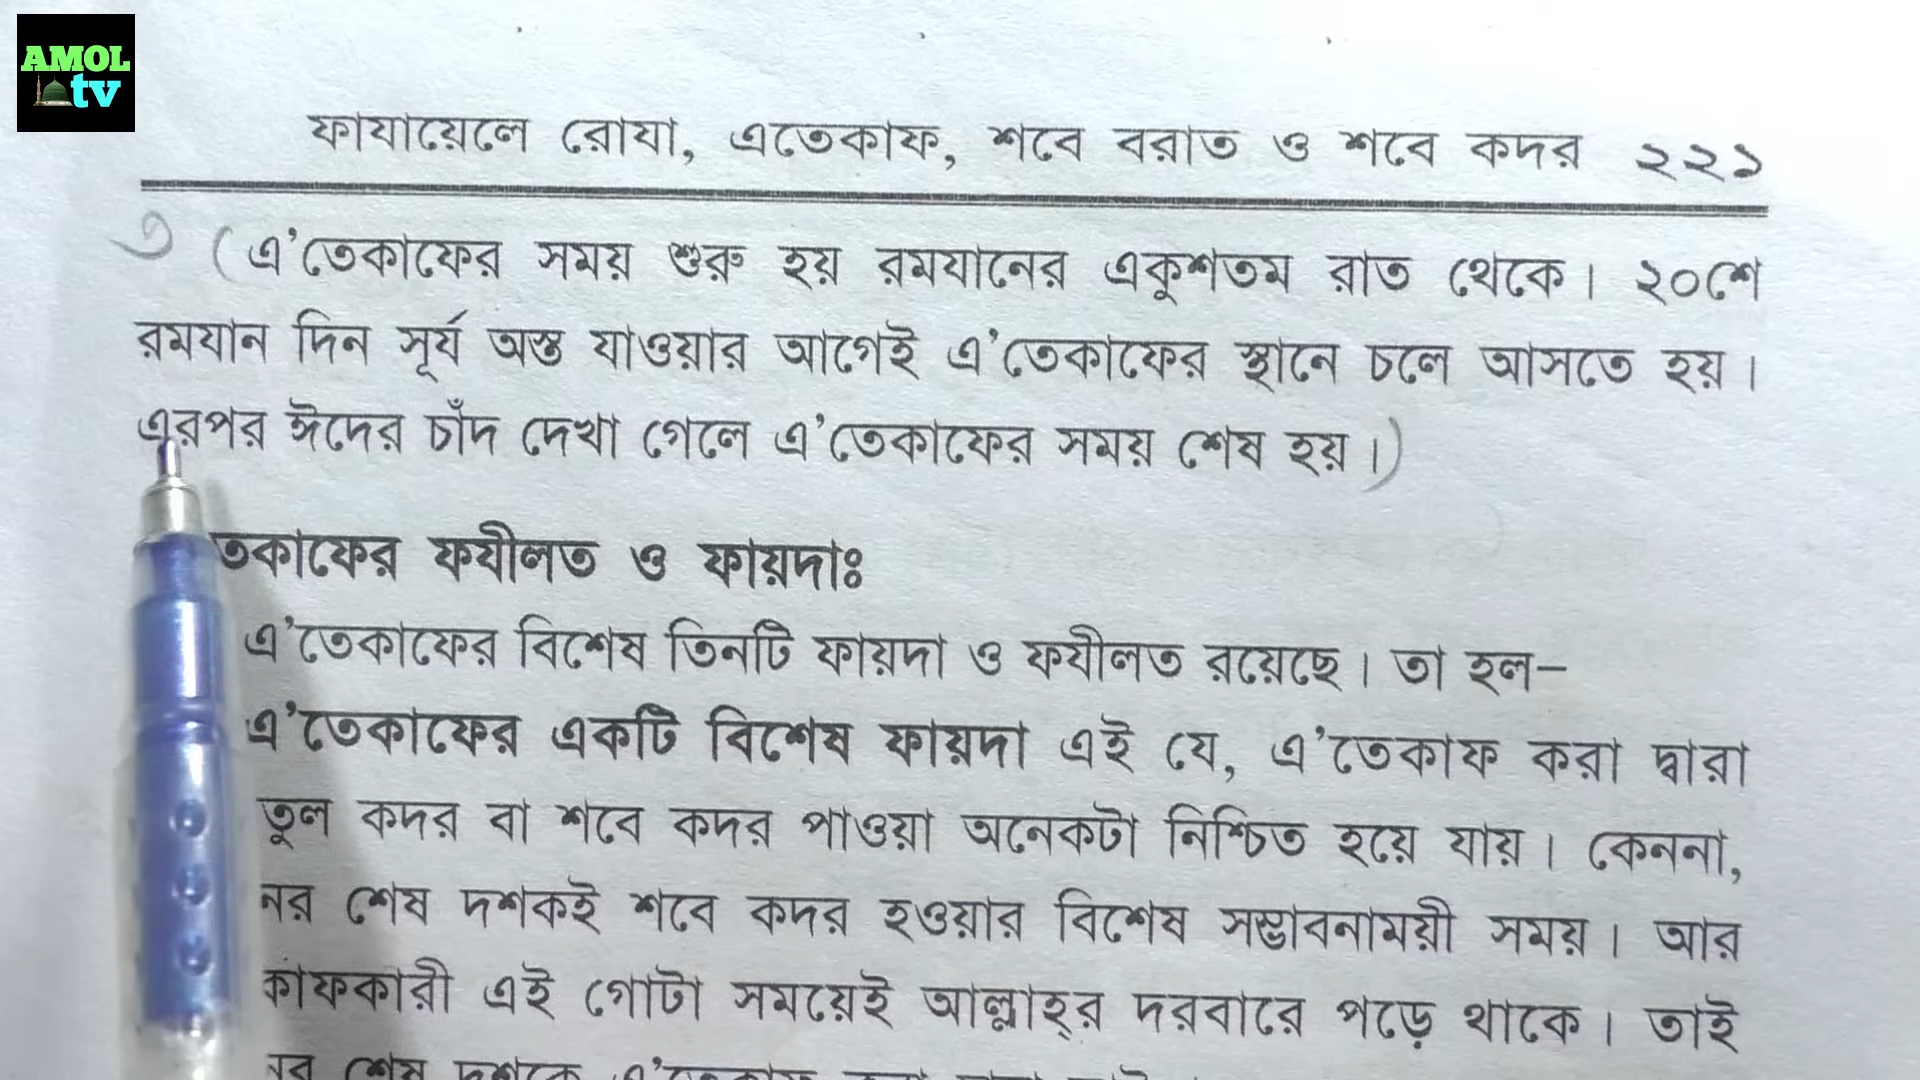 AMOL
tv
ফাযায়েলে রোযা, এতেকাফ, শবে বরাত ও শবে কদর ২২১
৩ (এ'তেকাফের সময় শুরু হয় রমযানের একুশতম রাত থেকে। ২০শে
রমযান দিন সূর্য অস্ত যাওয়ার আগেই এ'তেকাফের স্থানে চলে আসতে হয়।
এরপর ঈদের চাঁদ দেখা গেলে এ'তেকাফের সময় শেষ হয়।)
তেকাফের ফযীলত ও ফায়দাঃ
এ'তেকাফের বিশেষ তিনটি ফায়দা ও ফযীলত রয়েছে। তা হল–
এ'তেকাফের একটি বিশেষ ফায়দা এই যে, এ'তেকাফ করা দ্বারা
তুল কদর বা শবে কদর পাওয়া অনেকটা নিশ্চিত হয়ে যায়। কেননা,
নের শেষ দশকই শবে কদর হওয়ার বিশেষ সম্ভাবনাময়ী সময়। আর
কাফকারী এই গোটা সময়েই আল্লাহ্‌র দরবারে পড়ে থাকে। তাই